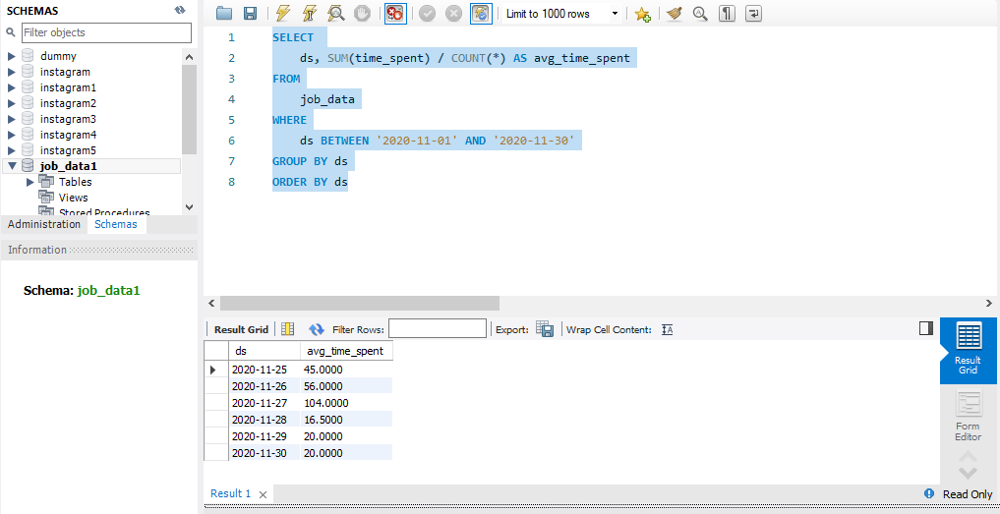 SCHEMAS
Filter objects
dummy
instagram
instagram1
instagram2
instagram3
instagram4
instagram5
job_data1
Tables
Views
Stored Procedures
Administration Schemas
Information
Schema: job_data1
Limit to 1000 rows
1 SELECT
2 ds, SUM(time_spent) / COUNT(*) AS avg_time_spent
3 FROM
4 job_data
5 WHERE
6 ds BETWEEN '2020-11-01' AND '2020-11-30'
7 GROUP BY ds
8 ORDER BY ds
Result Grid Filter Rows: Export: Wrap Cell Content:
ds avg_time_spent
2020-11-25 45.0000
2020-11-26 56.0000
2020-11-27 104.0000
2020-11-28 16.5000
2020-11-29 20.0000
2020-11-30 20.0000
Result
Grid
Form
Editor
Result 1
Read Only